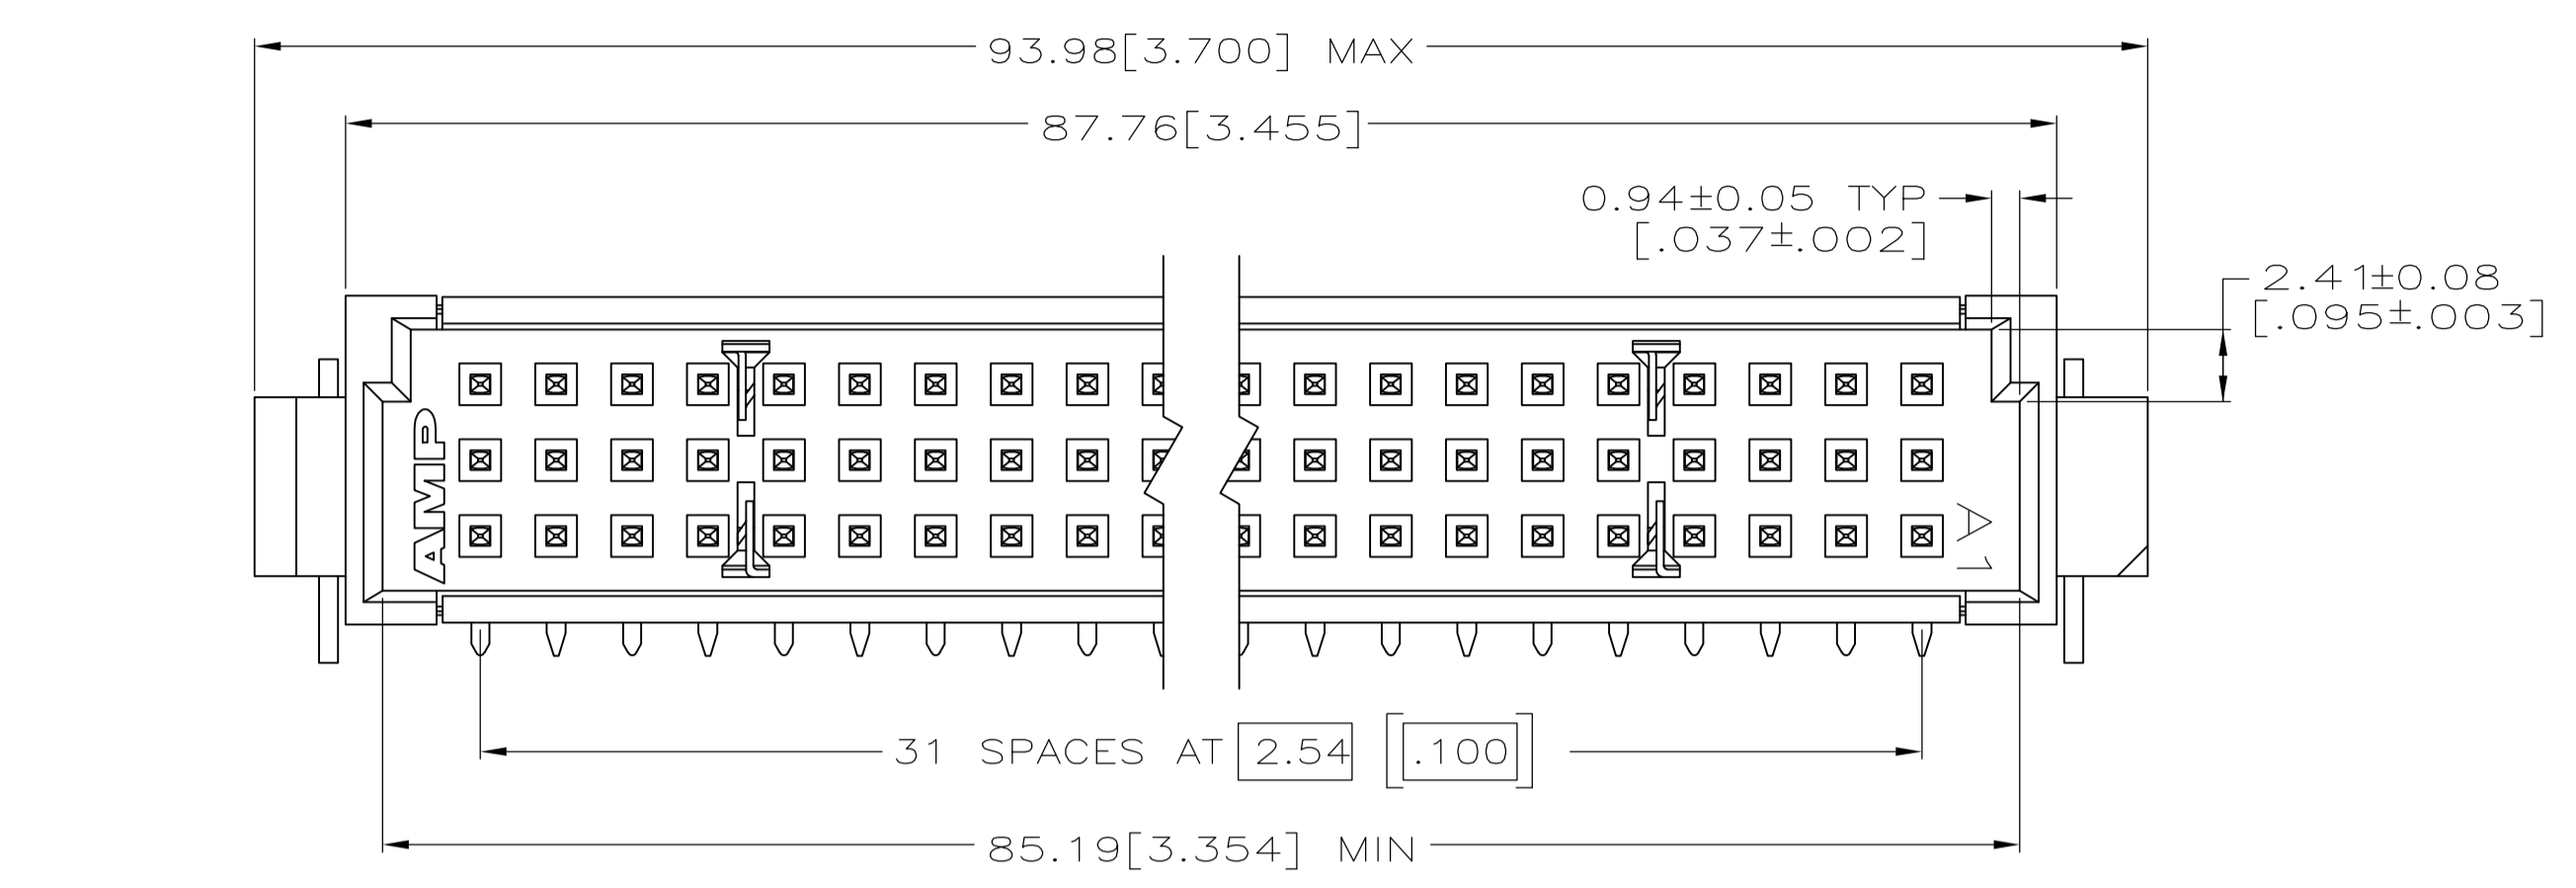 93.98[3.700] MAX
87.76[3.455]
0.94±0.05 TYP
[.037±.002]
2.41±0.08
[.095±.003]
AMP
A1
31 SPACES AT 2.54 [.100]
85.19[3.354] MIN